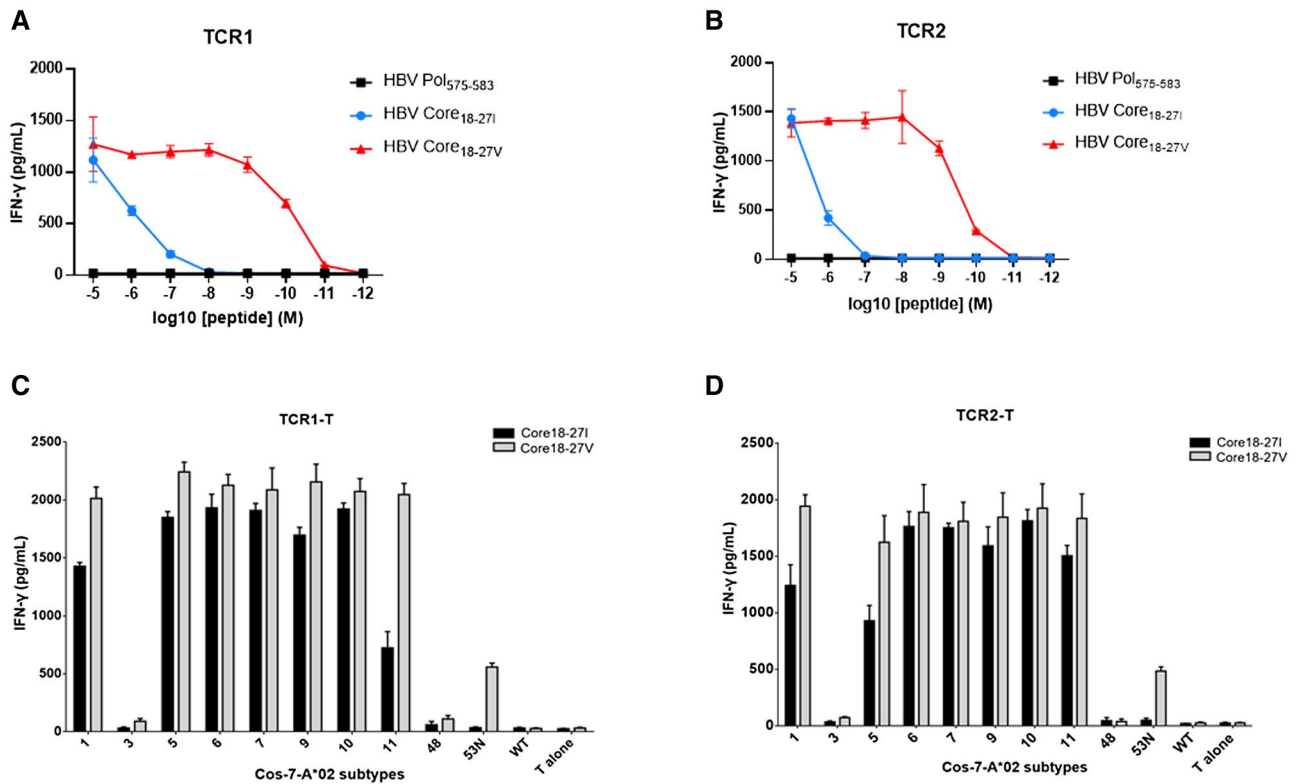 A
TCR1
2000
1500
1000
500
0
IFN-γ (pg/mL)
-5 -6 -7 -8 -9 -10 -11 -12
log10 [peptide] (M)
HBV Pol575-583
HBV Core18-27I
HBV Core18-27V
B
TCR2
2000
1500
1000
500
0
IFN-γ (pg/mL)
-5 -6 -7 -8 -9 -10 -11 -12
log10 [peptide] (M)
HBV Pol575-583
HBV Core18-27I
HBV Core18-27V
C
TCR1-T
Core18-27I
Core18-27V
2500
2000
1500
1000
500
0
IFN-γ (pg/mL)
1 3 5 6 7 9 10 11 48 53N WT T alone
Cos-7-A*02 subtypes
D
TCR2-T
Core18-27I
Core18-27V
2500
2000
1500
1000
500
0
IFN-γ (pg/mL)
1 3 5 6 7 9 10 11 48 53N WT T alone
Cos-7-A*02 subtypes